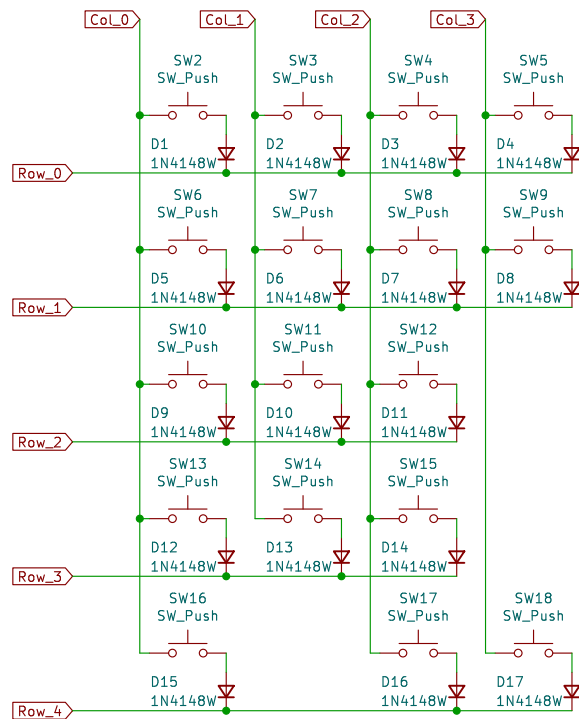 Col_0 Col_1 Col_2 Col_3
SW2 SW3 SW4 SW5
SW_Push SW_Push SW_Push SW_Push
D1 D2 D3 D4
1N4148W 1N4148W 1N4148W 1N4148W
Row_0
SW6 SW7 SW8 SW9
SW_Push SW_Push SW_Push SW_Push
D5 D6 D7 D8
1N4148W 1N4148W 1N4148W 1N4148W
Row_1
SW10 SW11 SW12
SW_Push SW_Push SW_Push
D9 D10 D11
1N4148W 1N4148W 1N4148W
Row_2
SW13 SW14 SW15
SW_Push SW_Push SW_Push
D12 D13 D14
1N4148W 1N4148W 1N4148W
Row_3
SW16 SW17 SW18
SW_Push SW_Push SW_Push
D15 D16 D17
1N4148W 1N4148W 1N4148W
Row_4